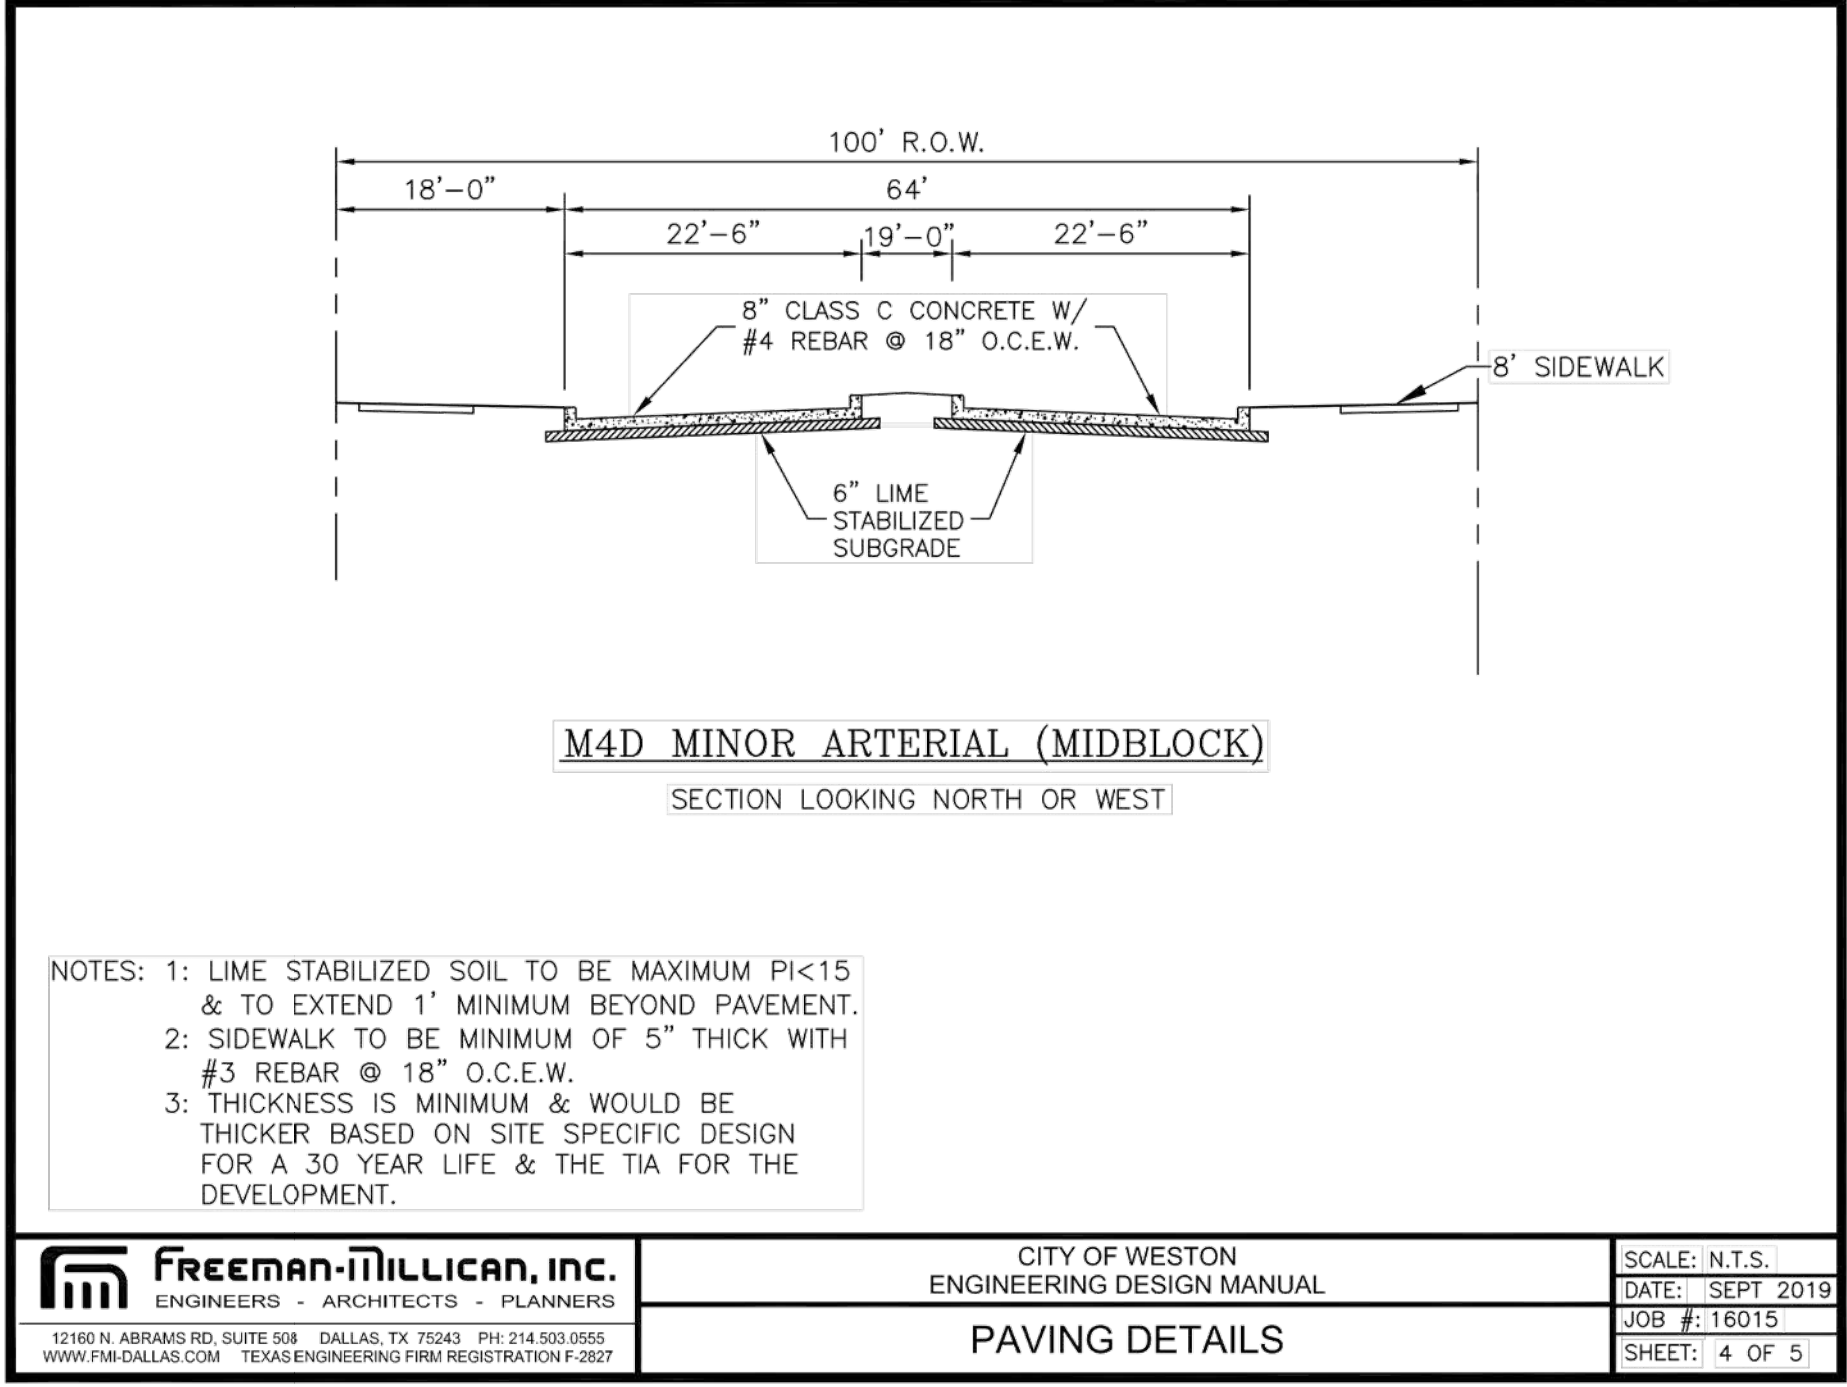 100' R.O.W.
18'-0" 64'
22'-6" 19'-0" 22'-6"
8" CLASS C CONCRETE W/
#4 REBAR @ 18" O.C.E.W.
8' SIDEWALK
6" LIME
STABILIZED
SUBGRADE
M4D MINOR ARTERIAL (MIDBLOCK)
SECTION LOOKING NORTH OR WEST
NOTES: 1: LIME STABILIZED SOIL TO BE MAXIMUM PI<15
& TO EXTEND 1' MINIMUM BEYOND PAVEMENT.
2: SIDEWALK TO BE MINIMUM OF 5" THICK WITH
#3 REBAR @ 18" O.C.E.W.
3: THICKNESS IS MINIMUM & WOULD BE
THICKER BASED ON SITE SPECIFIC DESIGN
FOR A 30 YEAR LIFE & THE TIA FOR THE
DEVELOPMENT.
FREEMAN-MILLICAN, INC.
ENGINEERS - ARCHITECTS - PLANNERS
12160 N. ABRAMS RD, SUITE 508 DALLAS, TX 75243 PH: 214.503.0555
WWW.FMI-DALLAS.COM TEXAS ENGINEERING FIRM REGISTRATION F-2827
CITY OF WESTON
ENGINEERING DESIGN MANUAL
PAVING DETAILS
SCALE: N.T.S.
DATE: SEPT 2019
JOB #: 16015
SHEET: 4 OF 5